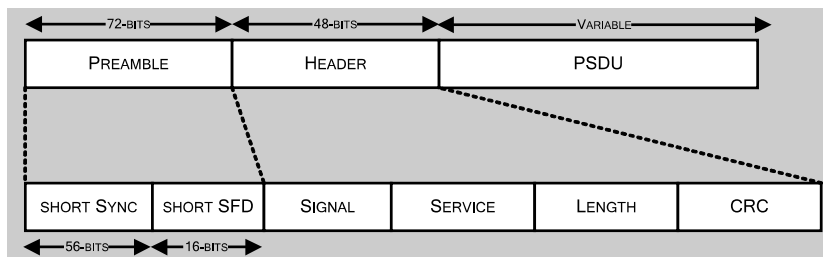 72-BITS 48-BITS VARIABLE
PREAMBLE HEADER PSDU
SHORT SYNC SHORT SFD SIGNAL SERVICE LENGTH CRC
56-BITS 16-BITS